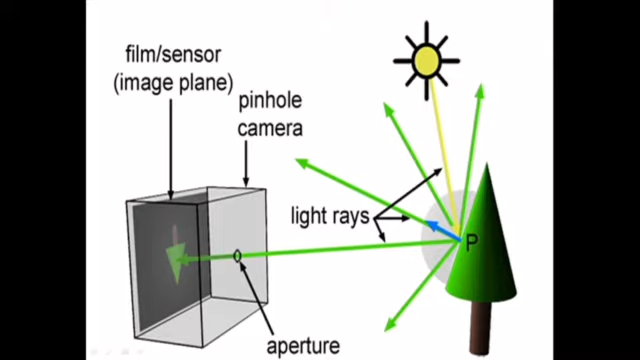 film/sensor
(image plane)
pinhole
camera
light rays
P
aperture